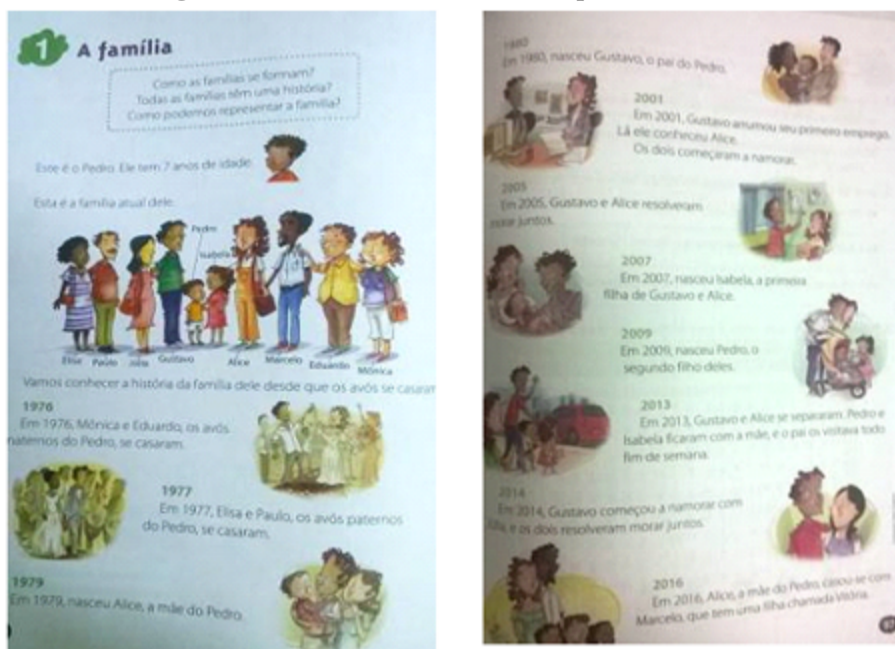 1 A família
Como as famílias se formam?
Todas as famílias têm uma história?
Como podemos representar a família?
Este é o Pedro. Ele tem 7 anos de idade.
Esta é a família atual dele.
Pedro
Isabela
Elisa Paulo Júlia Gustavo Alice Marcelo Eduardo Mônica
Vamos conhecer a história da família dele desde que os avós se casaram
1976
Em 1976, Mônica e Eduardo, os avós
do Pedro, se casaram.
1977
Em 1977, Elisa e Paulo, os avós paternos
do Pedro, se casaram.
1979
Em 1979, nasceu Alice, a mãe do Pedro.
1980
Em 1980, nasceu Gustavo, o pai do Pedro.
2001
Em 2001, Gustavo arrumou seu primeiro emprego.
Lá ele conheceu Alice.
Os dois começaram a namorar.
2005
Em 2005, Gustavo e Alice resolveram
morar juntos.
2007
Em 2007, nasceu Isabela, a primeira
filha de Gustavo e Alice.
2009
Em 2009, nasceu Pedro, o
segundo filho deles.
2013
Em 2013, Gustavo e Alice se separaram. Pedro e
Isabela ficaram com a mãe, e o pai os visitava todo
fim de semana.
2014
Em 2014, Gustavo começou a namorar com
Júlia, e os dois resolveram morar juntos.
2016
Em 2016, Alice, a mãe do Pedro, casou-se com
Marcelo, que tem uma filha chamada Vitória.